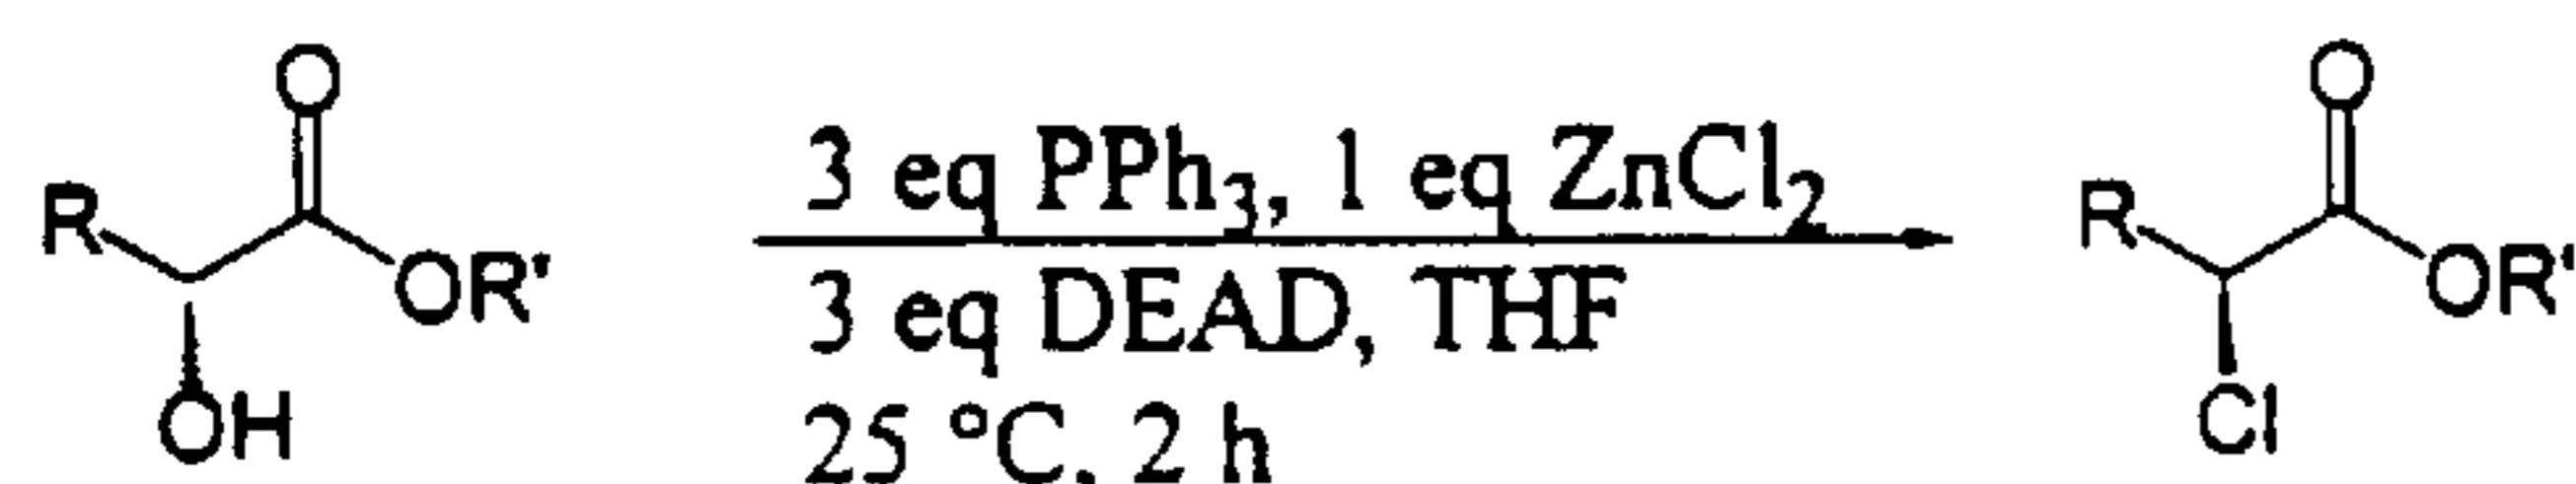 O
R
OR'
OH
3 eq PPh₃, 1 eq ZnCl₂
3 eq DEAD, THF
25 °C, 2 h
O
R
OR'
Cl